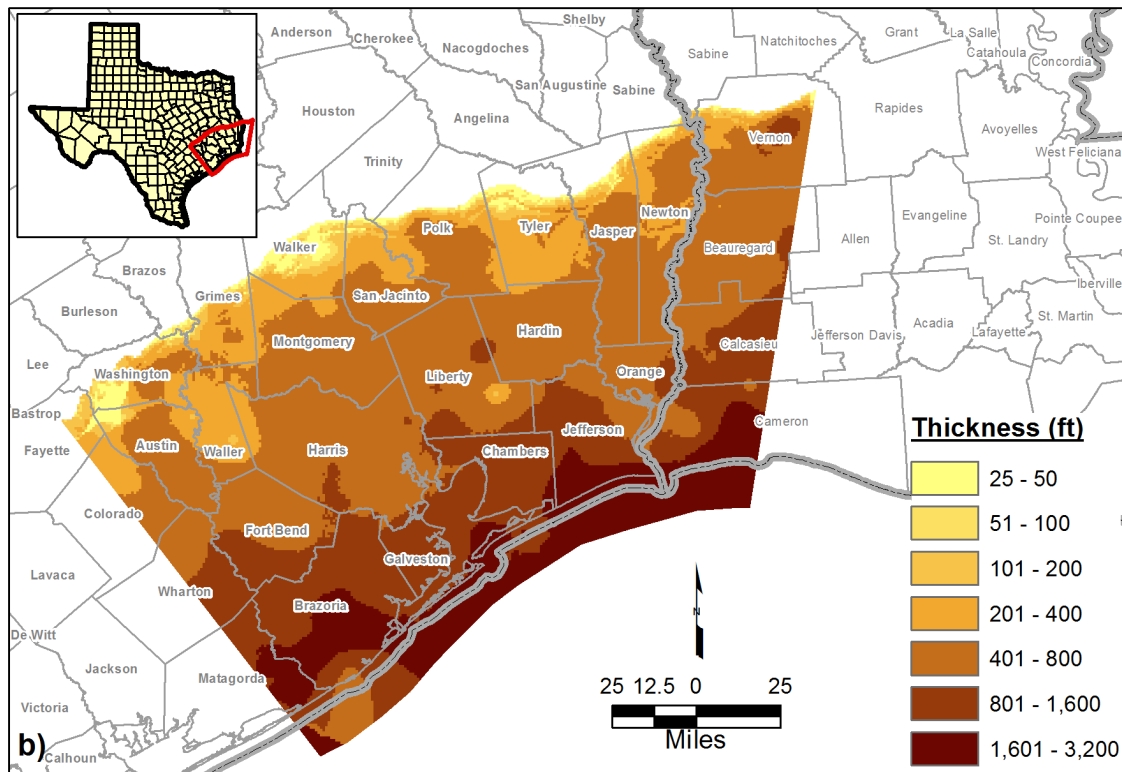 Shelby
Anderson
Cherokee
Nacogdoches
Sabine
Natchitoches
Grant
La Salle
Catahoula
Concordia
San Augustine
Sabine
Houston
Angelina
Rapides
Avoyelles
Vernon
Trinity
West Feliciana
Walker
Polk
Tyler
Jasper
Newton
Evangeline
Pointe Coupee
Beauregard
Allen
St. Landry
Brazos
Grimes
San Jacinto
Iberville
Burleson
Hardin
St. Martin
Montgomery
Calcasieu
Jefferson Davis
Acadia
Lafayette
Lee
Washington
Liberty
Orange
Bastrop
Cameron
Fayette
Austin
Waller
Harris
Chambers
Jefferson
Colorado
Fort Bend
Galveston
Lavaca
Wharton
Brazoria
De Witt
Jackson
Matagorda
Victoria
Calhoun
b)
N
25 12.5 0 25
Miles
Thickness (ft)
25 - 50
51 - 100
101 - 200
201 - 400
401 - 800
801 - 1,600
1,601 - 3,200